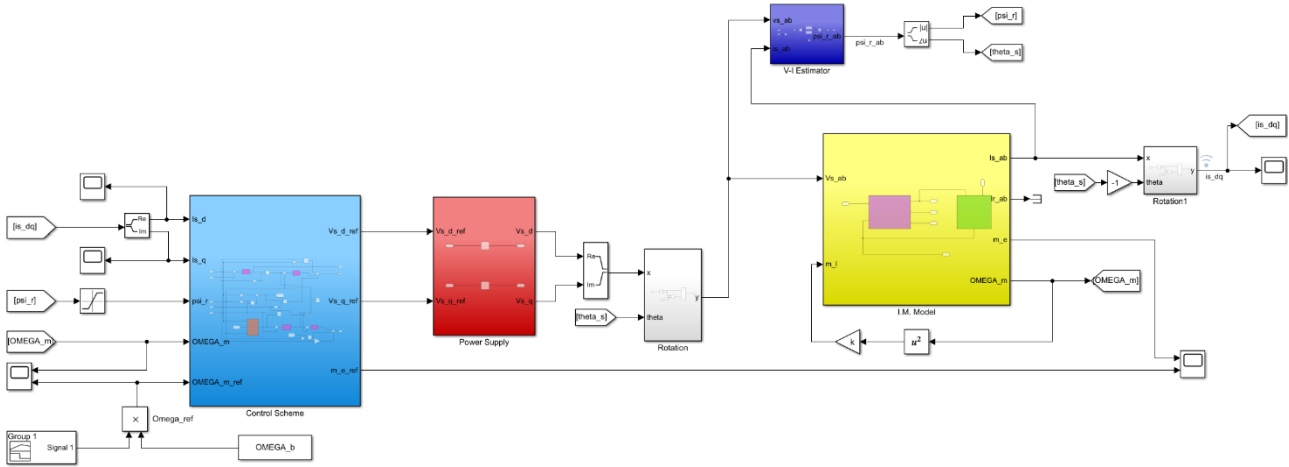 vs_ab
is_ab
psi_r_ab
V-I Estimator
psi_r_ab
|u|
∠u
[psi_r]
[theta_s]
[is_dq]
Re
Im
[psi_r]
[OMEGA_m]
Is_d
Is_q
psi_r
OMEGA_m
OMEGA_m_ref
Vs_d_ref
Vs_q_ref
m_e_ref
Control Scheme
Omega_ref
×
Group 1
Signal 1
OMEGA_b
Vs_d_ref
Vs_q_ref
Vs_d
Vs_q
Power Supply
Re
Im
[theta_s]
x
theta
y
Rotation
Vs_ab
m_l
Is_ab
Ir_ab
m_e
OMEGA_m
I.M. Model
[OMEGA_m]
k
u²
[theta_s]
-1
x
theta
y
Rotation1
is_dq
[is_dq]